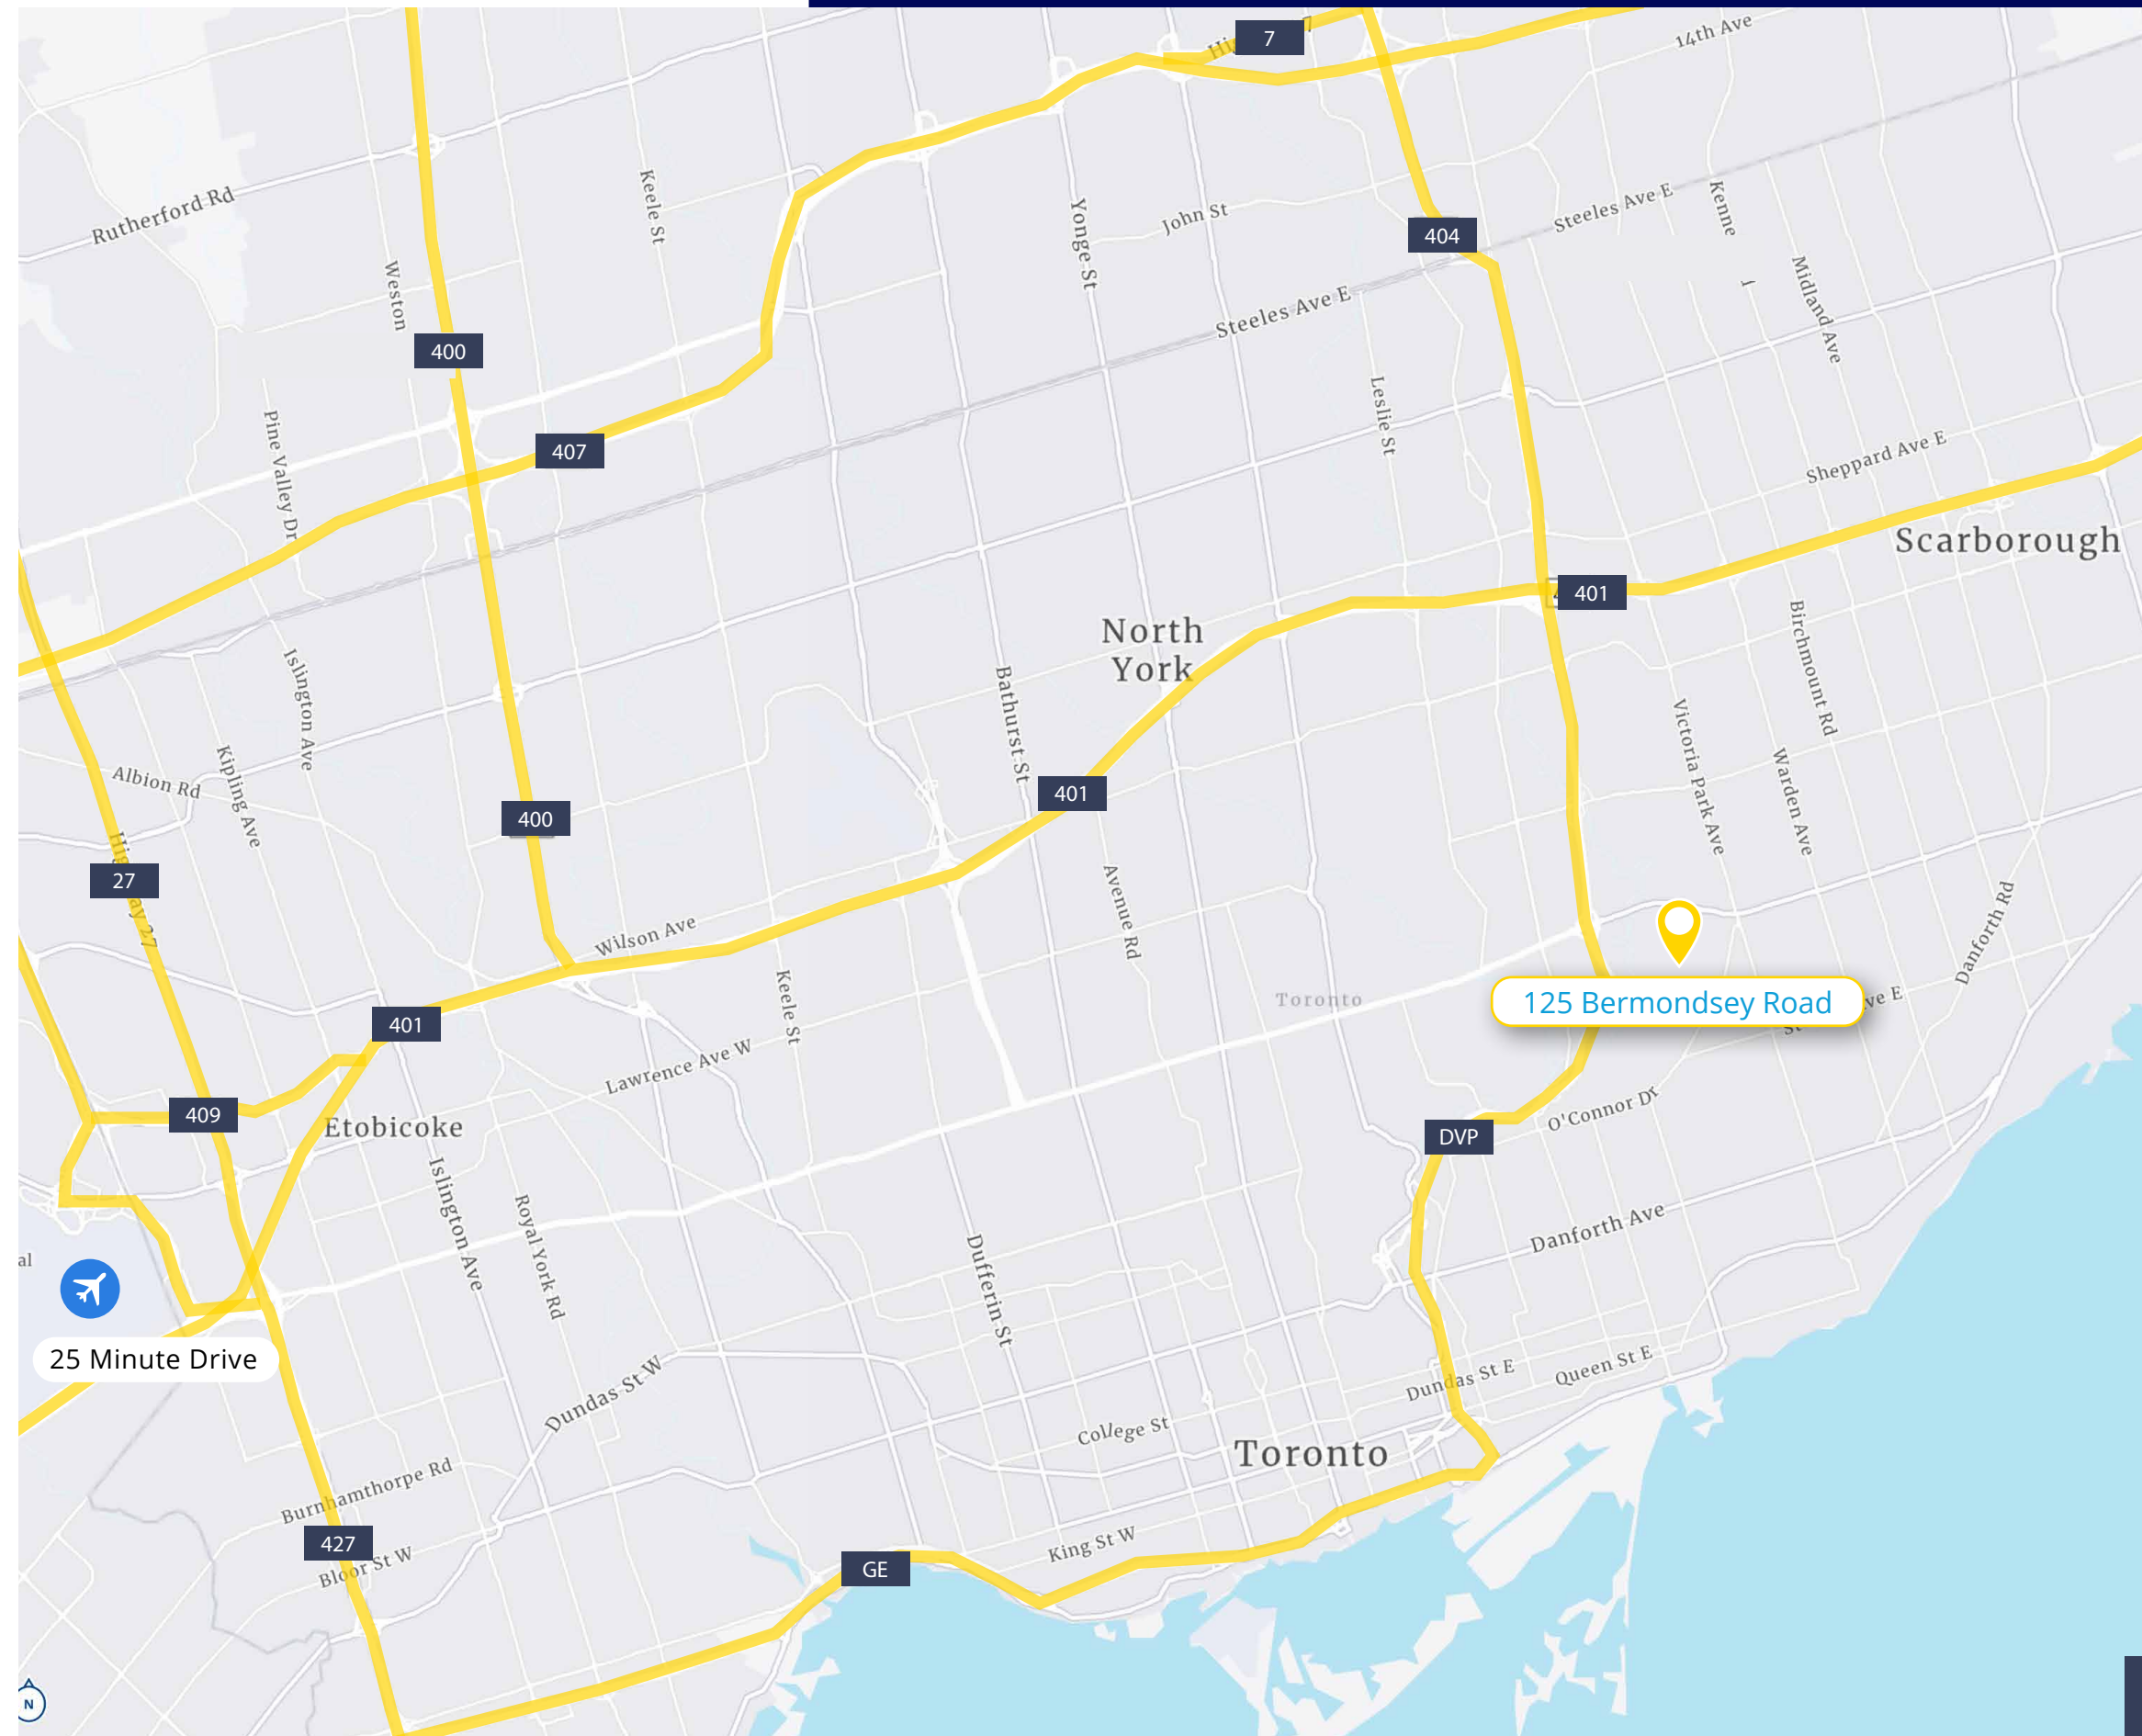 7
14th Ave
Rutherford Rd
Keele St
Yonge St
John St
404
Steeles Ave E
Kenne
Midland Ave
Weston
400
Steeles Ave E
Leslie St
Pine Valley Dr
407
Sheppard Ave E
Scarborough
401
North
York
Birchmount Rd
Islington Ave
Bathurst St
Victoria Park Ave
Albion Rd
Kipling Ave
Warden Ave
401
400
27
Highway 27
Avenue Rd
Wilson Ave
Danforth Rd
Keele St
Toronto
125 Bermondsey Road
ve E
401
Lawrence Ave W
409
Etobicoke
O'Connor Dr
DVP
Islington Ave
Royal York Rd
Danforth Ave
Dufferin St
al
25 Minute Drive
Dundas St W
Dundas St E
Queen St E
College St
Toronto
Burnhamthorpe Rd
427
Bloor St W
King St W
GE
N